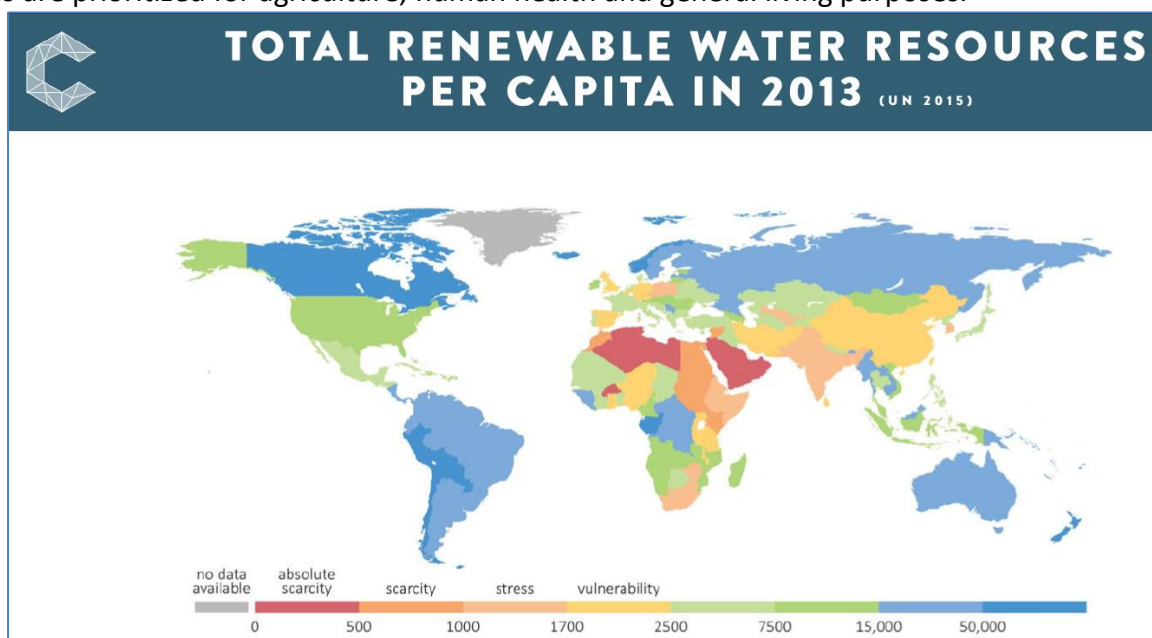 are prioritized for agriculture, human health and general living purposes.
TOTAL RENEWABLE WATER RESOURCES
PER CAPITA IN 2013 (UN 2015)
no data
available
absolute
scarcity
scarcity
stress
vulnerability
0
500
1000
1700
2500
7500
15,000
50,000